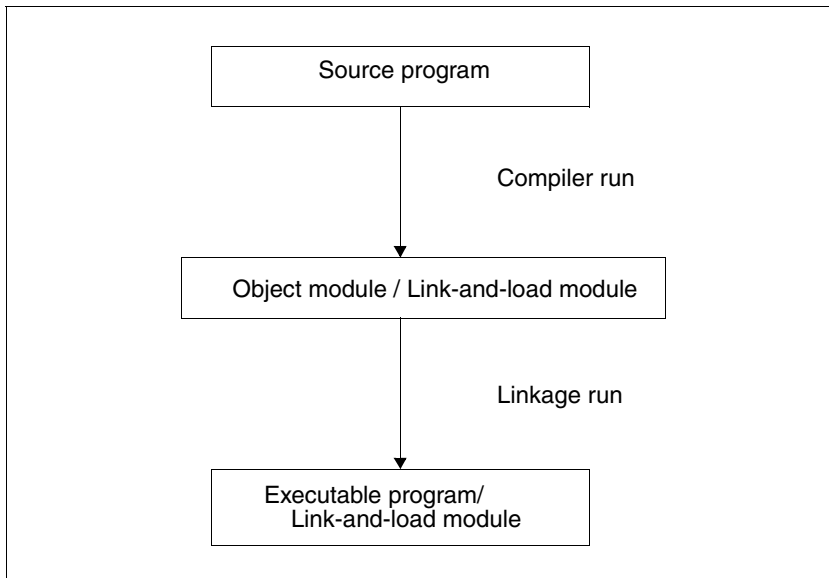 Source program
Compiler run
Object module / Link-and-load module
Linkage run
Executable program/
Link-and-load module